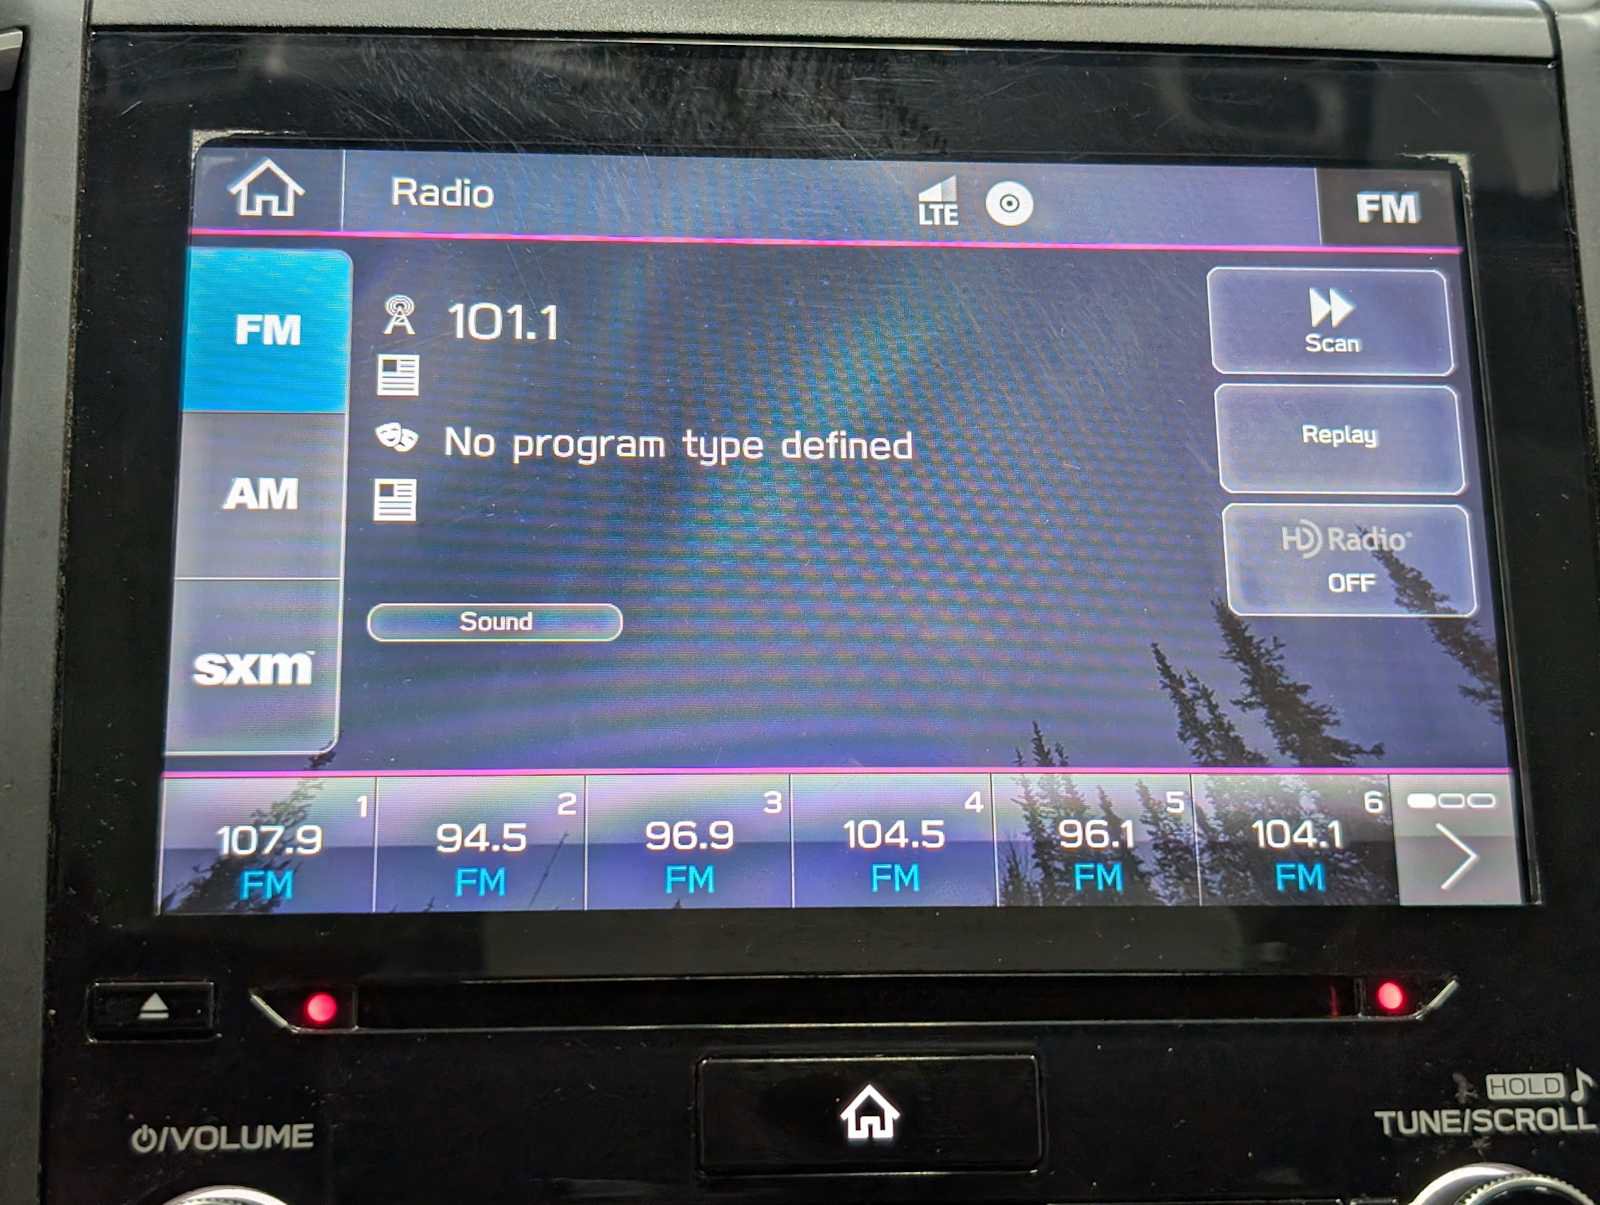 Radio
LTE
FM
FM
101.1
Scan
No program type defined
Replay
AM
HD Radio®
OFF
Sound
sxm™
1
2
3
4
5
6
107.9
94.5
96.9
104.5
96.1
104.1
FM
FM
FM
FM
FM
FM
HOLD
/VOLUME
TUNE/SCROLL